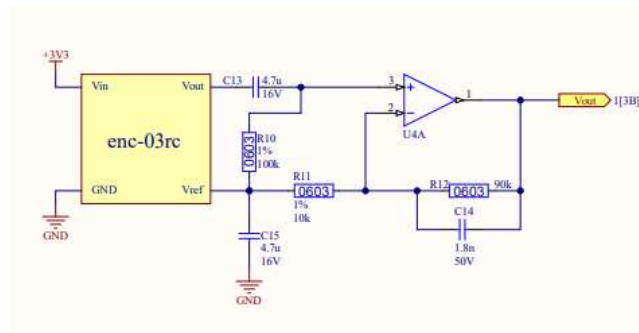 +3V3
Vin
Vout
enc-03rc
GND
Vref
GND
C13
4.7u
16V
R10
0603
1%
100k
R11
0603
1%
10k
C15
4.7u
16V
GND
3
2
1
U4A
R12
0603
90k
C14
1.8n
50V
Vout
1[3B]